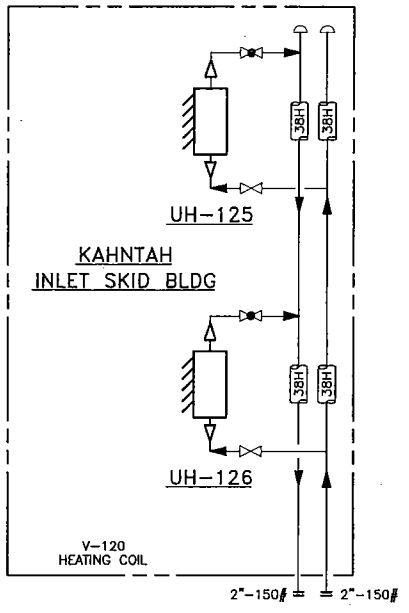 38H
38H
UH-125
KAHNTAH
INLET SKID BLDG
38H
38H
UH-126
V-120
HEATING COIL
2"-150#
2"-150#